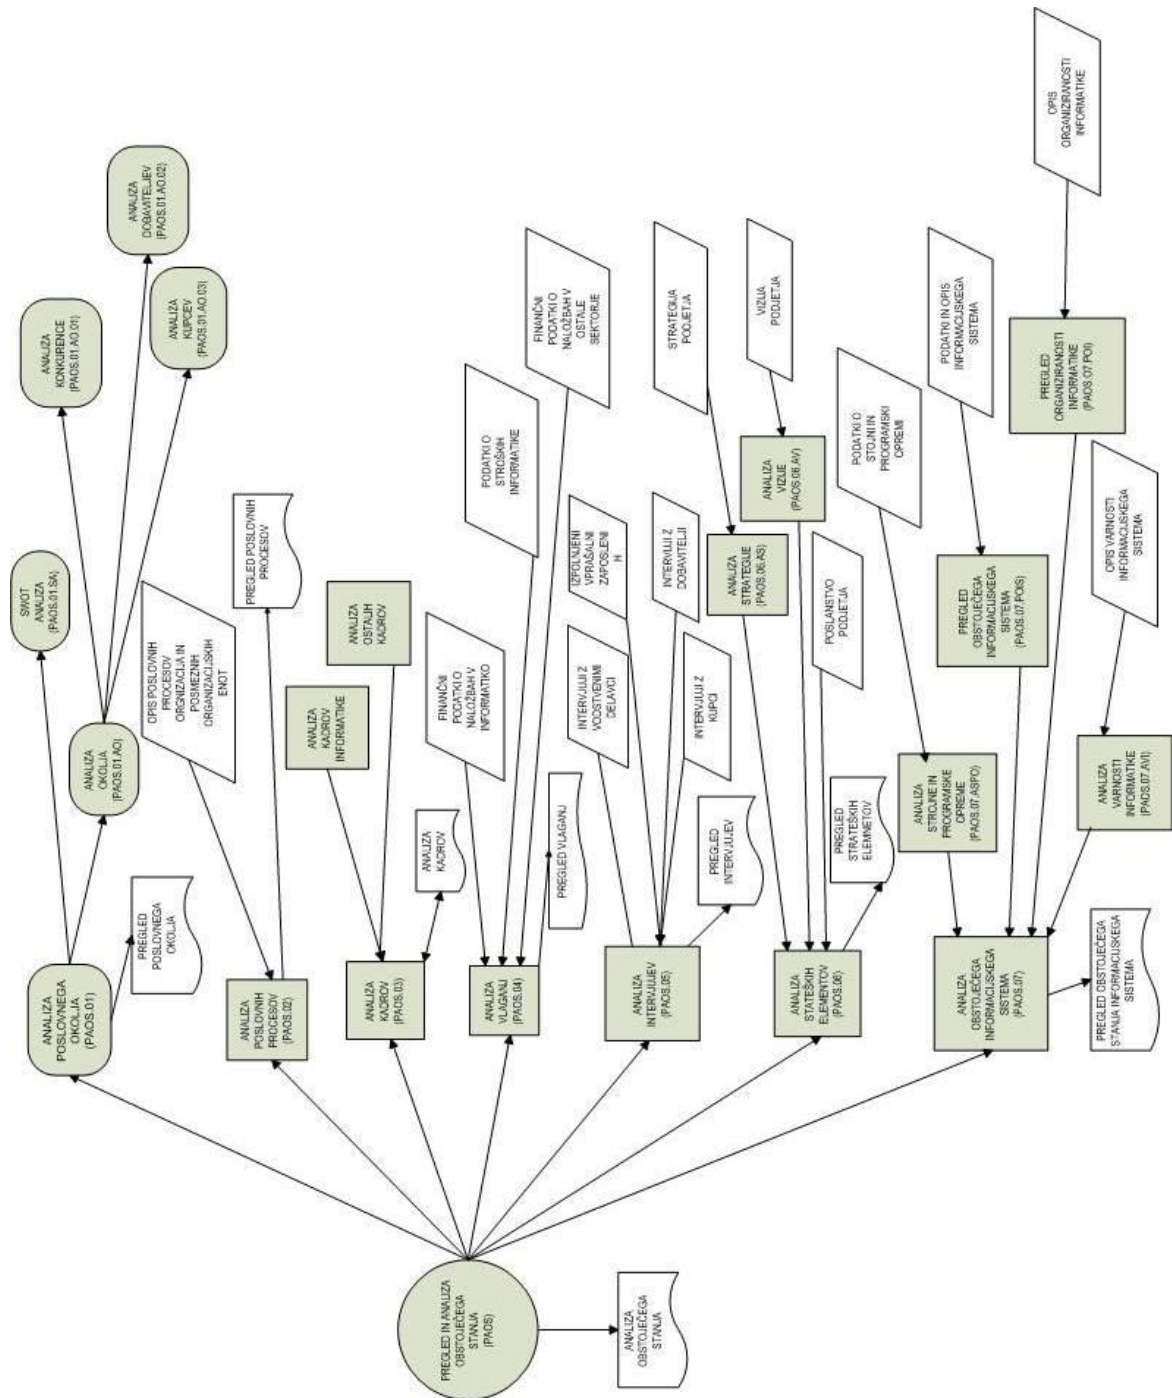 PREGLED IN ANALIZA
OBSTOJEČEGA
STANJA
(PAOS)
ANALIZA
OBSTOJEČEGA
STANJA
ANALIZA
POSLOVNEGA
OKOLJA
(PAOS.01)
PREGLED
POSLOVNEGA
OKOLJA
SWOT
ANALIZA
(PAOS.01.SA)
ANALIZA
OKOLJA
(PAOS.01.AO)
ANALIZA
KONKURENCE
(PAOS.01.AO.01)
ANALIZA
DOBAVITELJEV
(PAOS.01.AO.02)
ANALIZA
KUPCEV
(PAOS.01.AO.03)
ANALIZA
POSLOVNIH
PROCESOV
(PAOS.02)
OPIS POSLOVNIH
PROCESOV
ORGNIZACIJA IN
POSMEZNIH
ORGANIZACIJSKIH
ENOT
PREGLED POSLOVNIH
PROCESOV
ANALIZA
KADROV
(PAOS.03)
ANALIZA
KADROV
INFORMATIKE
ANALIZA
OSTALIH
KADROV
ANALIZA
KADROV
ANALIZA
VLAGANJ
(PAOS.04)
FINANČNI
PODATKI O
NALOŽBAH V
INFORMATIKO
PODATKI O
STROŠKIH
INFORMATIKE
FINANČNI
PODATKI O
NALOŽBAH V
OSTALE
SEKTORJE
PREGLED VLAGANJ
ANALIZA
INTERVJUJEV
(PAOS.05)
INTERVJUJI Z
VODSTVENIMI
DELAVCI
IZPOLNJENI
VPRAŠALNI
ZAPOSLENI
H
INTERVJUJI Z
DOBAVITELJI
INTERVJUJI Z
KUPCI
PREGLED
INTERVJUJEV
ANALIZA
STATEŠKIH
ELEMENTOV
(PAOS.06)
ANALIZA
STRATEGIJE
(PAOS.06.AS)
STRATEGIJA
PODJETJA
ANALIZA
VIZIJE
(PAOS.06.AV)
VIZIJA
PODJETJA
POSLANSTVO
PODJETJA
PREGLED
STRATEŠKIH
ELEMNETOV
ANALIZA
OBSTOJEČEGA
INFORMACIJSKEGA
SISTEMA
(PAOS.07)
PREGLED OBSTOJEČEGA
STANJA INFORMACIJSKEGA
SISTEMA
ANALIZA
STROJNE IN
PROGRAMSKE
OPREME
(PAOS.07.ASPO)
PODATKI O
STOJNI IN
PROGRAMSKI
OPREMI
PREGLED
OBSTOJEČEGA
INFORMACIJSKEGA
SISTEMA
(PAOS.07.POIS)
PODATKI IN OPIS
INFORMACIJSKEGA
SISTEMA
PREGLED
ORGANIZIRANOSTI
INFORMATIKE
(PAOS.07.POI)
OPIS
ORGANIZIRANOSTI
INFORMATIKE
ANALIZA
VARNOSTI
INFORMATIKE
(PAOS.07.AVI)
OPIS VARNOSTI
INFORMACIJSKEGA
SISTEMA